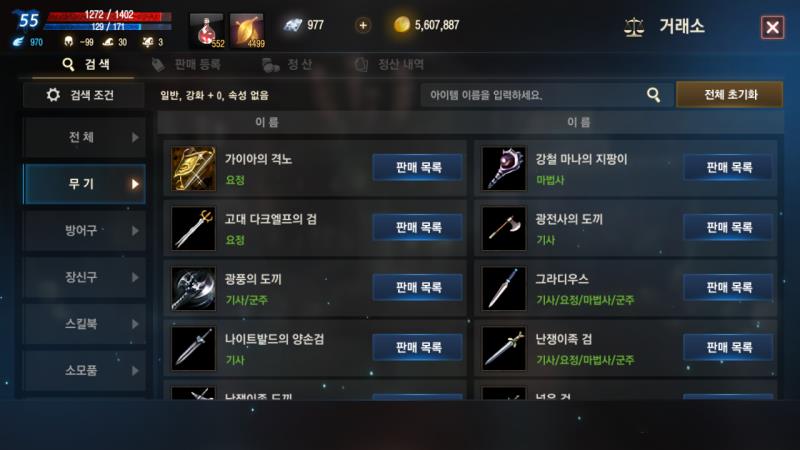 55
1272 / 1402
129 / 171
970
-99
30
3
552
4499
977
5,607,887
거래소
검 색
판매 등록
정 산
정산 내역
검색 조건
일반, 강화 + 0, 속성 없음
아이템 이름을 입력하세요.
전체 초기화
이 름
이 름
전 체
무 기
방어구
장신구
스킬북
소모품
가이아의 격노
요정
판매 목록
강철 마나의 지팡이
마법사
판매 목록
고대 다크엘프의 검
요정
판매 목록
광전사의 도끼
기사
판매 목록
광풍의 도끼
기사/군주
판매 목록
그라디우스
기사/요정/마법사/군주
판매 목록
나이트발드의 양손검
기사
판매 목록
난쟁이족 검
기사/요정/마법사/군주
판매 목록
난쟁이족 도끼
넓은 검